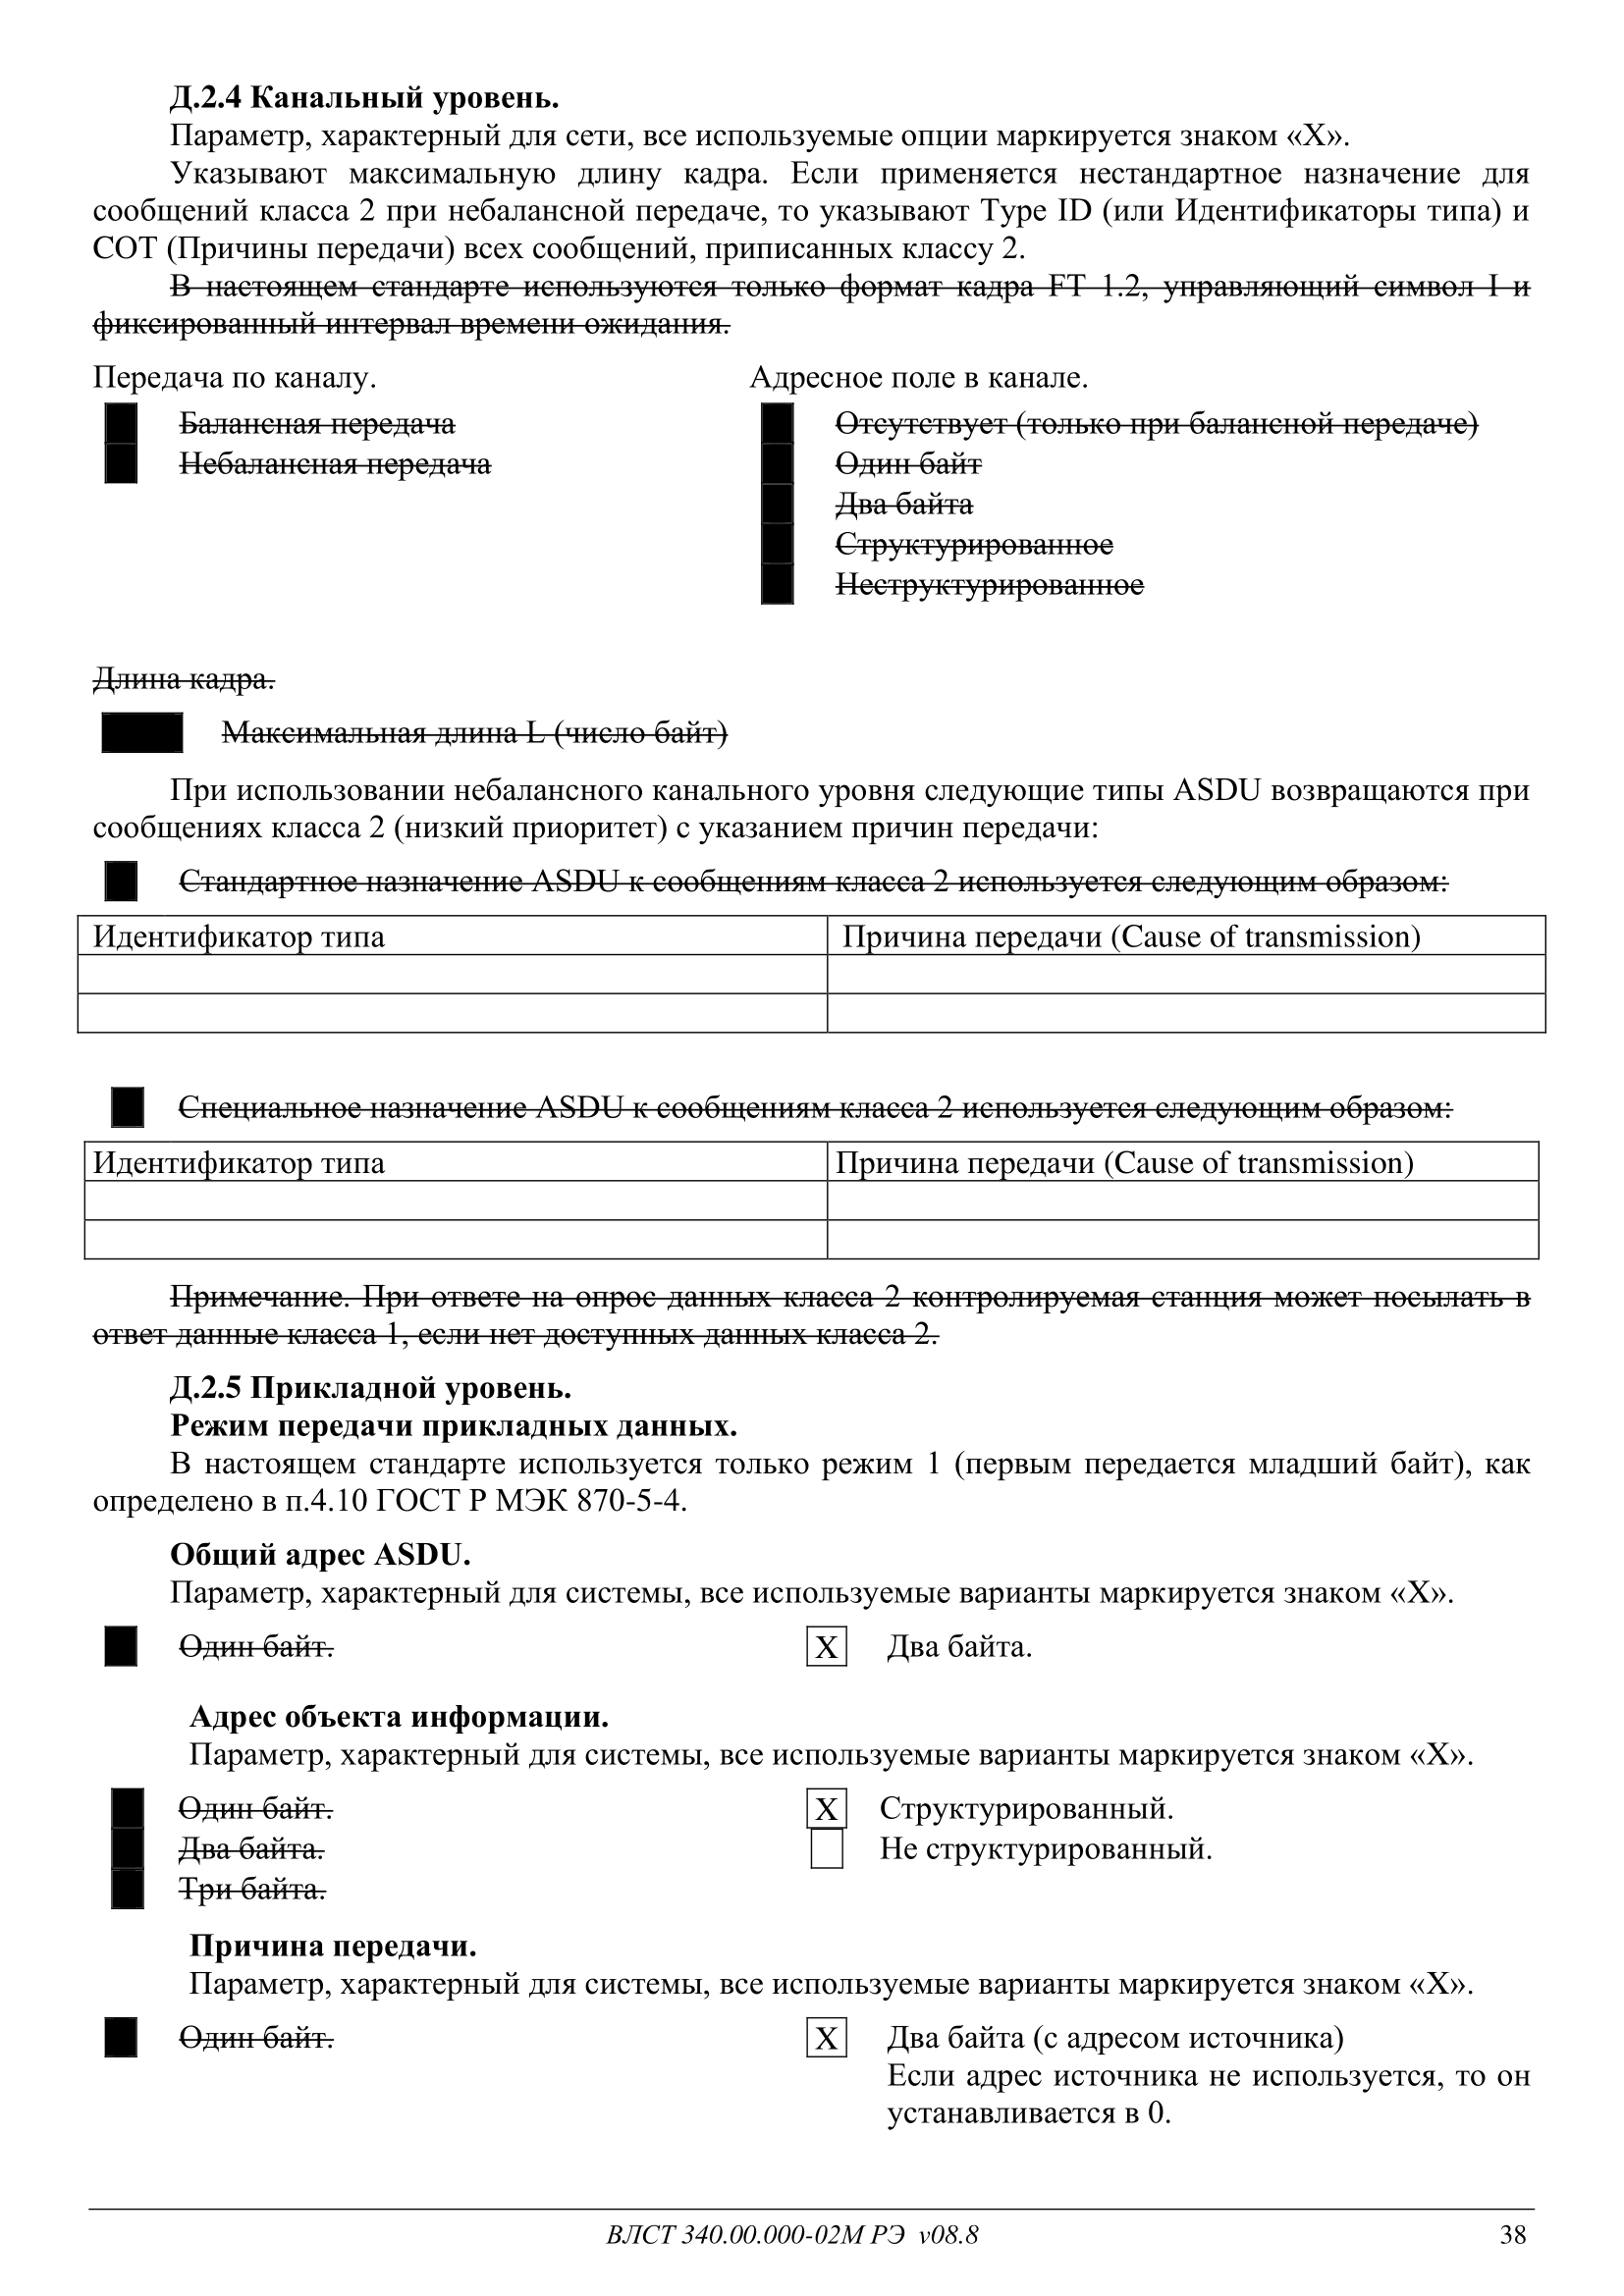 Д.2.4 Канальный уровень.
Параметр, характерный для сети, все используемые опции маркируется знаком «X».
Указывают максимальную длину кадра. Если применяется нестандартное назначение для
сообщений класса 2 при небалансной передаче, то указывают Type ID (или Идентификаторы типа) и
СОТ (Причины передачи) всех сообщений, приписанных классу 2.
В настоящем стандарте используются только формат кадра FT 1.2, управляющий символ I и
фиксированный интервал времени ожидания.
Передача по каналу.
Адресное поле в канале.
Балансная передача
Отсутствует (только при балансной передаче)
Небалансная передача
Один байт
Два байта
Структурированное
Неструктурированное
Длина кадра.
Максимальная длина L (число байт)
При использовании небалансного канального уровня следующие типы ASDU возвращаются при
сообщениях класса 2 (низкий приоритет) с указанием причин передачи:
Стандартное назначение ASDU к сообщениям класса 2 используется следующим образом:
Идентификатор типа
Причина передачи (Cause of transmission)
Специальное назначение ASDU к сообщениям класса 2 используется следующим образом:
Идентификатор типа
Причина передачи (Cause of transmission)
Примечание. При ответе на опрос данных класса 2 контролируемая станция может посылать в
ответ данные класса 1, если нет доступных данных класса 2.
Д.2.5 Прикладной уровень.
Режим передачи прикладных данных.
В настоящем стандарте используется только режим 1 (первым передается младший байт), как
определено в п.4.10 ГОСТ Р МЭК 870-5-4.
Общий адрес ASDU.
Параметр, характерный для системы, все используемые варианты маркируется знаком «X».
Один байт.
X Два байта.
Адрес объекта информации.
Параметр, характерный для системы, все используемые варианты маркируется знаком «X».
Один байт.
X Структурированный.
Два байта.
Не структурированный.
Три байта.
Причина передачи.
Параметр, характерный для системы, все используемые варианты маркируется знаком «X».
Один байт.
X Два байта (с адресом источника)
Если адрес источника не используется, то он
устанавливается в 0.
ВЛСТ 340.00.000-02М РЭ v08.8
38